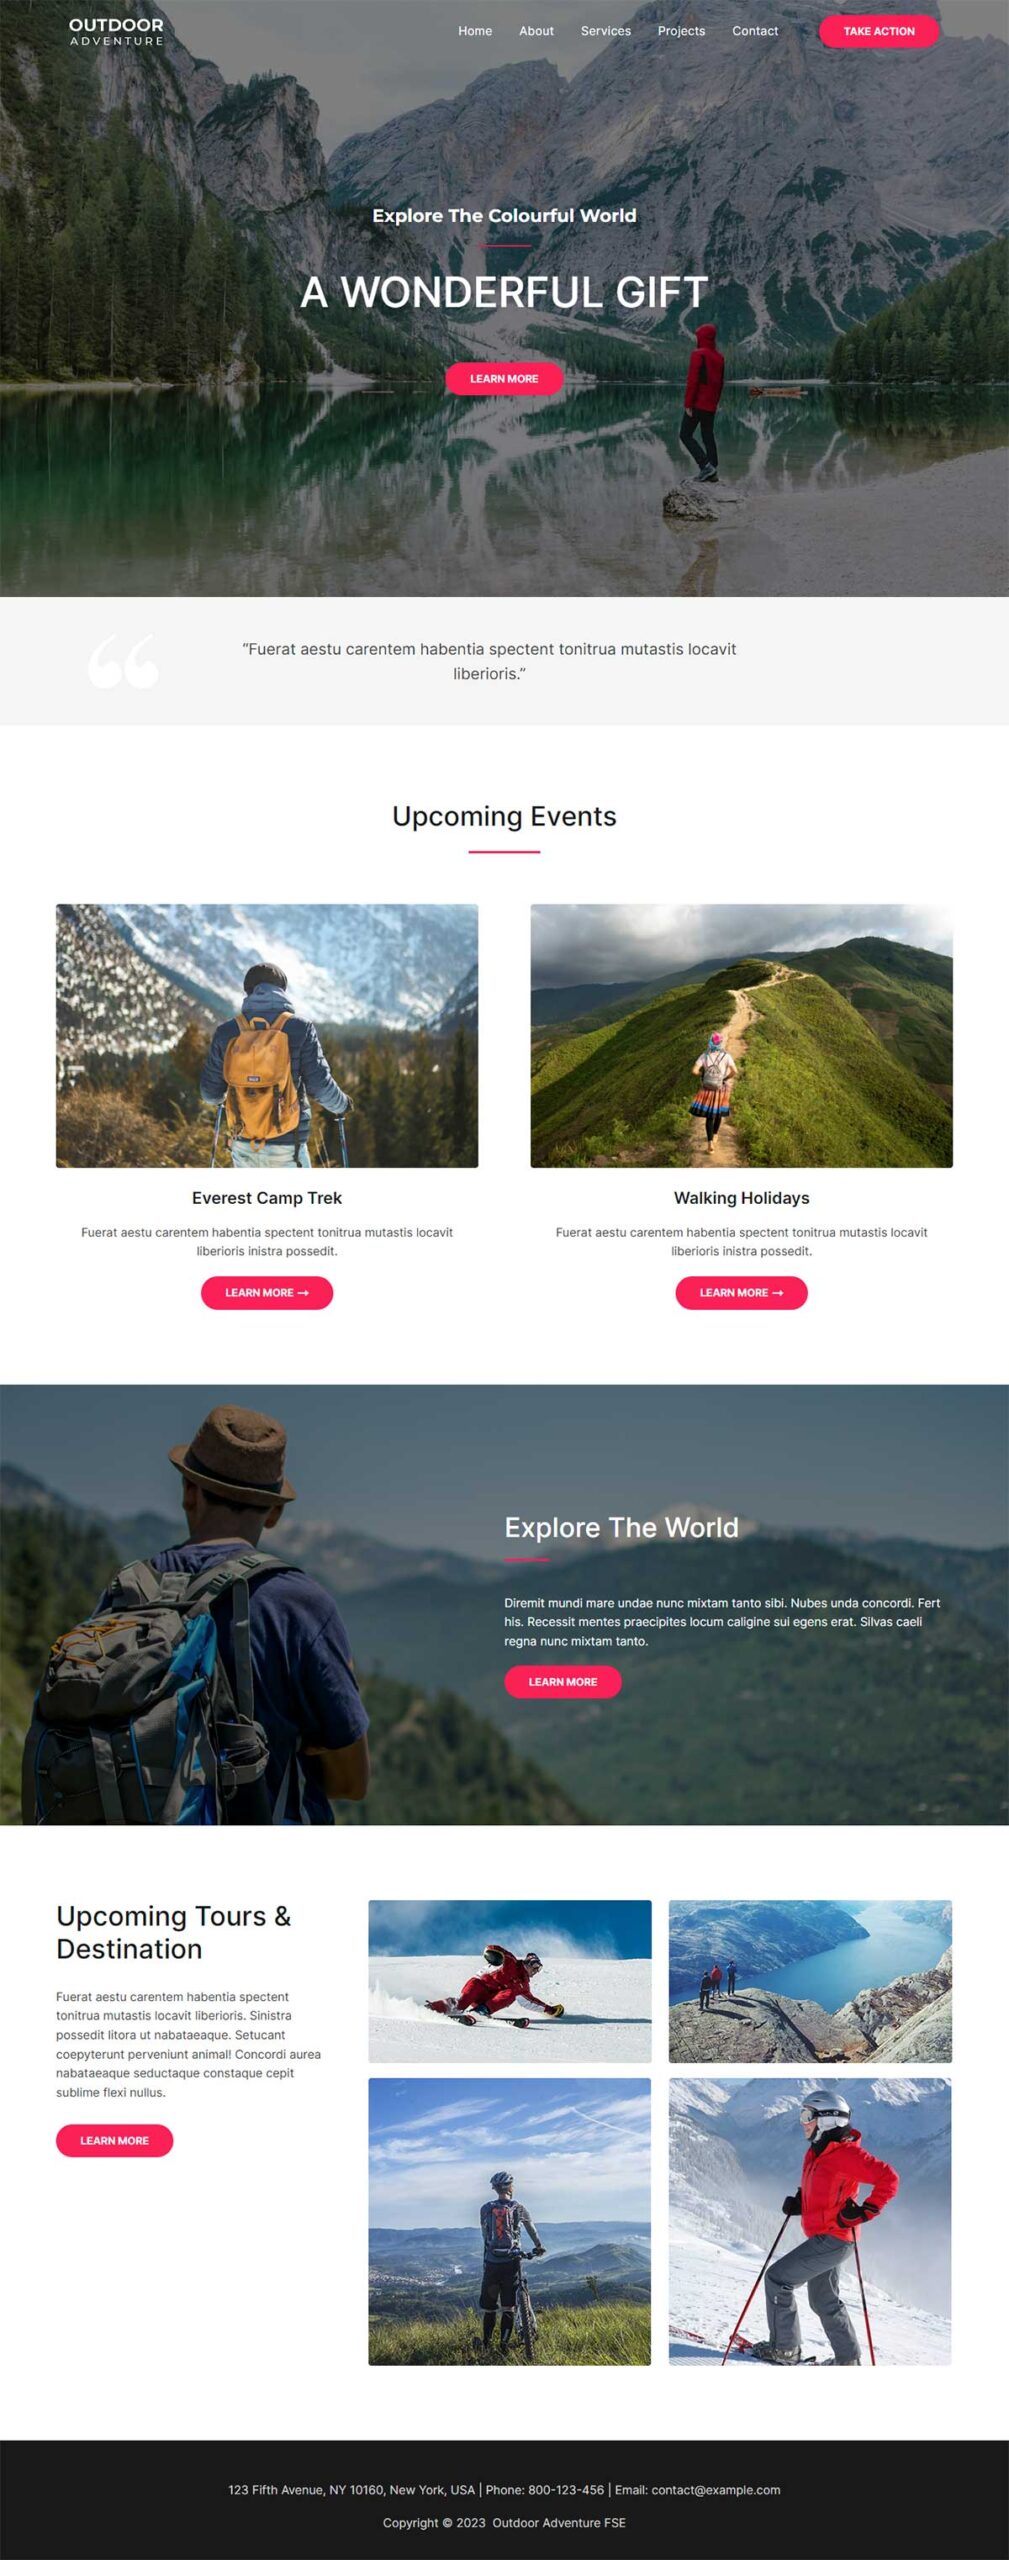 OUTDOOR
ADVENTURE
Home About Services Projects Contact TAKE ACTION
Explore The Colourful World
A WONDERFUL GIFT
LEARN MORE
“Fuerat aestu carentem habentia spectent tonitrua mutastis locavit
liberioris.”
Upcoming Events
Everest Camp Trek
Fuerat aestu carentem habentia spectent tonitrua mutastis locavit
liberioris inistra possedit.
LEARN MORE →
Walking Holidays
Fuerat aestu carentem habentia spectent tonitrua mutastis locavit
liberioris inistra possedit.
LEARN MORE →
Explore The World
Diremit mundi mare undae nunc mixtam tanto sibi. Nubes unda concordi. Fert
his. Recessit mentes praecipites locum caligine sui egens erat. Silvas caeli
regna nunc mixtam tanto.
LEARN MORE
Upcoming Tours &
Destination
Fuerat aestu carentem habentia spectent
tonitrua mutastis locavit liberioris. Sinistra
possedit litora ut nabataeaque. Setucant
coepyterunt perveniunt animal! Concordi aurea
nabataeaque seductaque constaque cepit
sublime flexi nullus.
LEARN MORE
123 Fifth Avenue, NY 10160, New York, USA | Phone: 800-123-456 | Email: contact@example.com
Copyright © 2023 Outdoor Adventure FSE